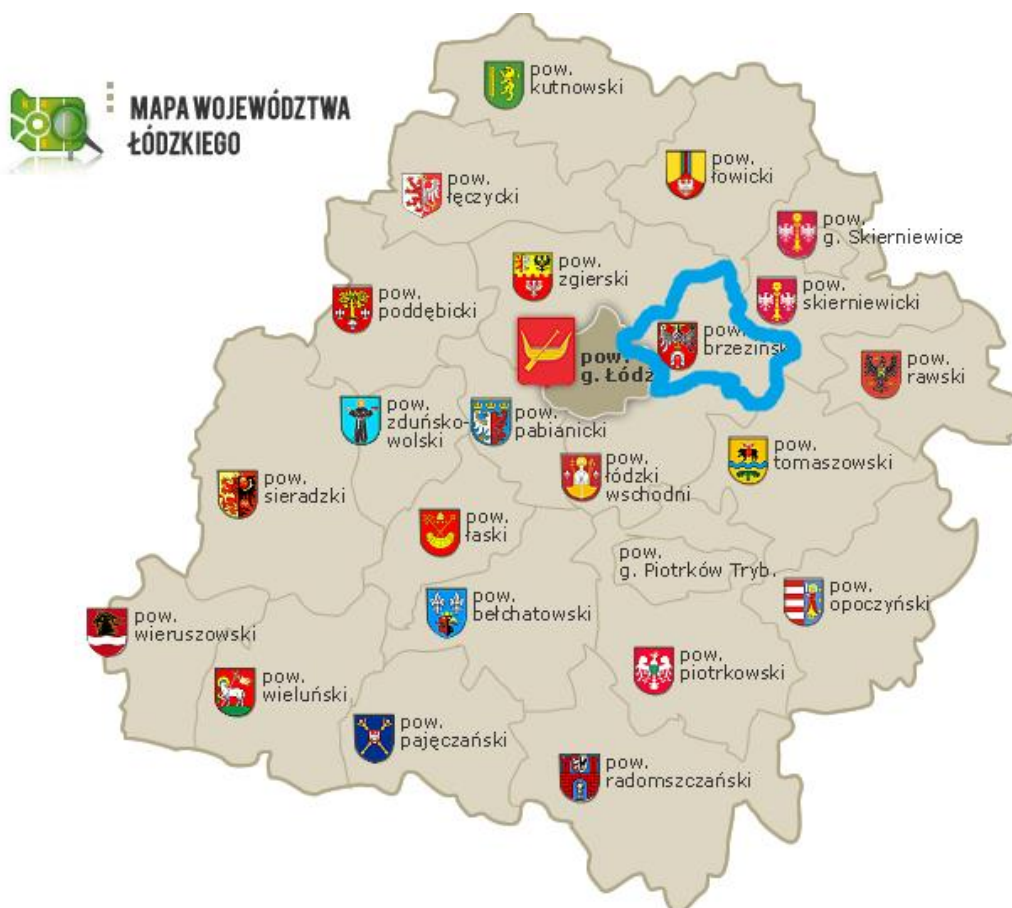 MAPA WOJEWÓDZTWA
ŁÓDZKIEGO
pow.
kutnowski
pow.
łowicki
pow.
łęczycki
pow.
g. Skierniewice
pow.
zgierski
pow.
poddębicki
pow.
skierniewicki
pow.
brzezińsk
pow.
g. Łódź
pow.
rawski
pow.
zduńsko-
wolski
pow.
pabianicki
pow.
tomaszowski
pow.
łódzki
wschodni
pow.
sieradzki
pow.
łaski
pow.
g. Piotrków Tryb.
pow.
opoczyński
pow.
bełchatowski
pow.
wieruszowski
pow.
piotrkowski
pow.
wieluński
pow.
pajęczański
pow.
radomszczański